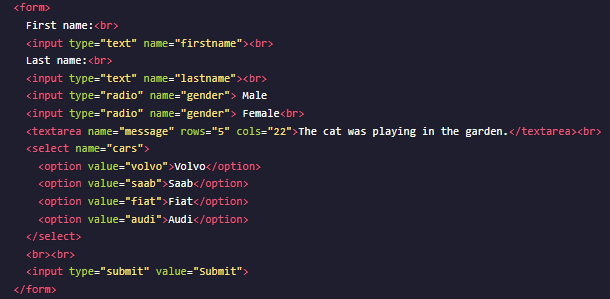 <form>
First name:<br>
<input type="text" name="firstname"><br>
Last name:<br>
<input type="text" name="lastname"><br>
<input type="radio" name="gender"> Male
<input type="radio" name="gender"> Female<br>
<textarea name="message" rows="5" cols="22">The cat was playing in the garden.</textarea><br>
<select name="cars">
<option value="volvo">Volvo</option>
<option value="saab">Saab</option>
<option value="fiat">Fiat</option>
<option value="audi">Audi</option>
</select>
<br><br>
<input type="submit" value="Submit">
</form>